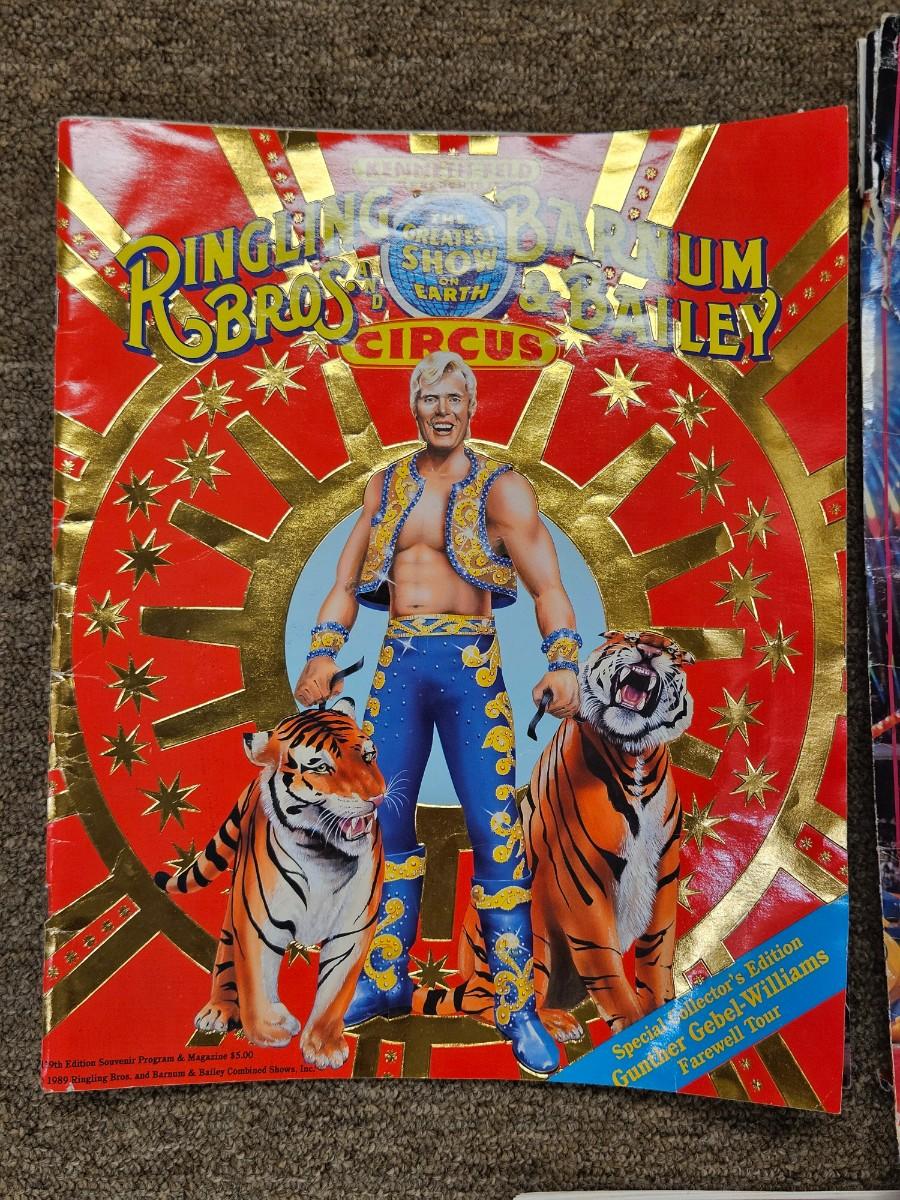 KENNETH FELD
PRESENTS
RINGLING BROS. AND BARNUM & BAILEY
THE
GREATEST
SHOW
ON
EARTH
CIRCUS
Special Collector's Edition
Gunther Gebel-Williams
Farewell Tour
9th Edition Souvenir Program & Magazine $5.00
1989 Ringling Bros. and Barnum & Bailey Combined Shows, Inc.